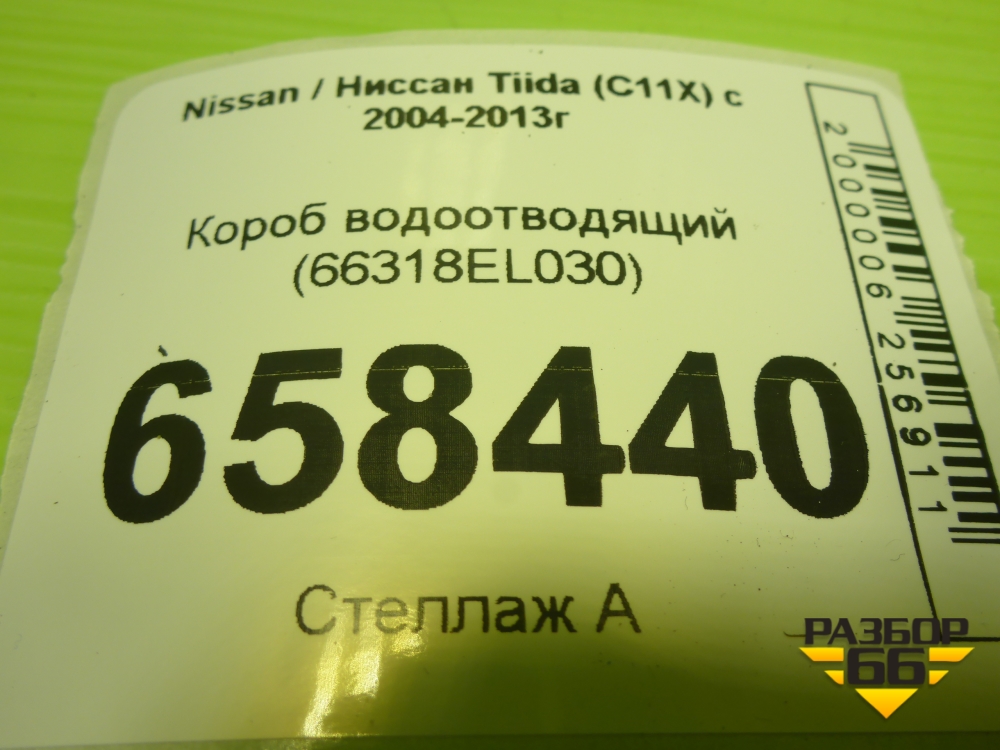 Nissan / Ниссан Tiida (C11X) с
2004-2013г
Короб водоотводящий
(66318EL030)
658440
Стеллаж А
2000006256911
РАЗБОР
66